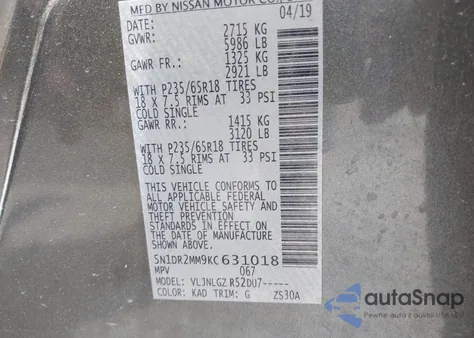 MFD BY NISSAN MOTOR CO.,
DATE: 04/19
GVWR: 2715 KG
5986 LB
GAWR FR.: 1325 KG
2921 LB
WITH P235/65R18 TIRES
18 X 7.5 RIMS AT 33 PSI
COLD SINGLE
GAWR RR.: 1415 KG
3120 LB
WITH P235/65R18 TIRES
18 X 7.5 RIMS AT 33 PSI
COLD SINGLE
THIS VEHICLE CONFORMS TO
ALL APPLICABLE FEDERAL
MOTOR VEHICLE SAFETY AND
THEFT PREVENTION
STANDARDS IN EFFECT ON
THE DATE OF MANUFACTURE
SHOWN ABOVE.
5N1DR2MM9KC631018
MPV 067
MODEL: VLJNLGZ R52DU7-----
COLOR: KAD TRIM: G ZS30A
autoSnap
Pewne auta z USA